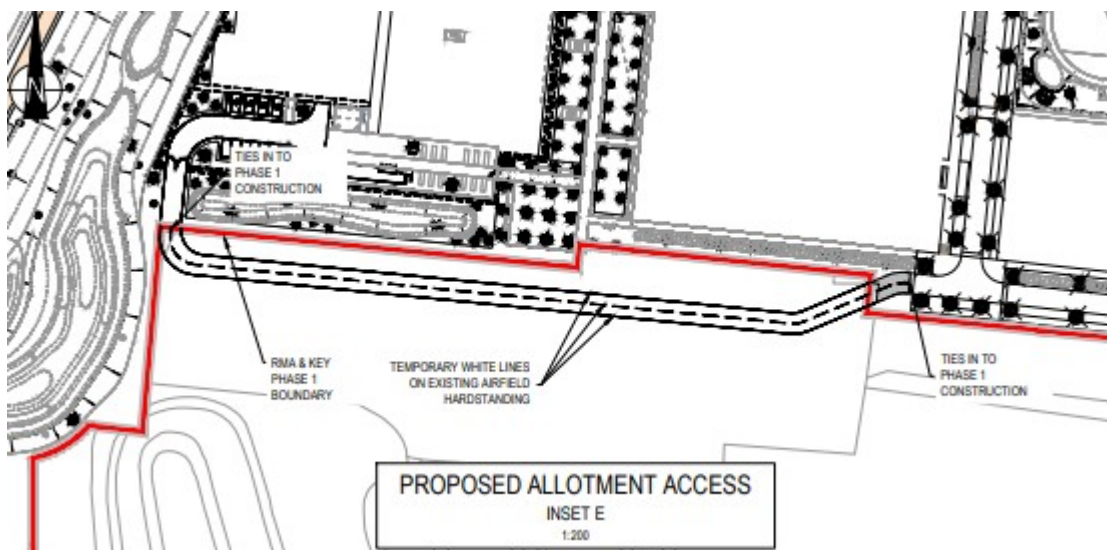 N
TIES IN TO
PHASE 1
CONSTRUCTION
RMA & KEY
PHASE 1
BOUNDARY
TEMPORARY WHITE LINES
ON EXISTING AIRFIELD
HARDSTANDING
TIES IN TO
PHASE 1
CONSTRUCTION
PROPOSED ALLOTMENT ACCESS
INSET E
1:200